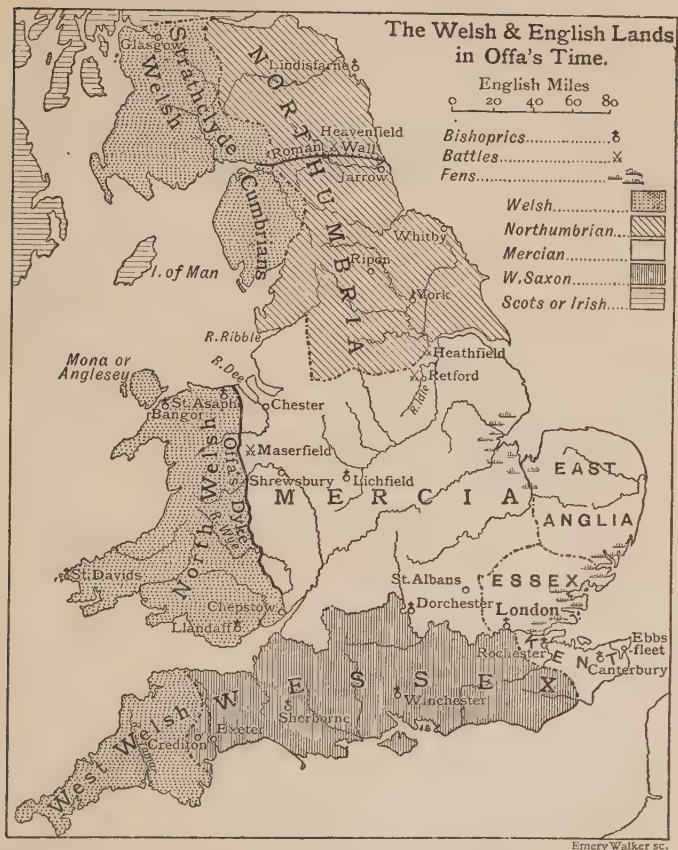 The Welsh & English Lands
in Offa's Time.
English Miles
0 20 40 60 80
Bishoprics
Battles
Fens
Welsh
Northumbrian
Mercian
W. Saxon
Scots or Irish
Glasgow
Strathclyde
Welsh
NORTHUMBRIA
Lindisfarne
Heavenfield
Roman Wall
Jarrow
Cumbrians
Whitby
Ripon
York
I. of Man
R. Ribble
Heathfield
Retford
R. Idle
Mona or
Anglesey
R. Dee
St. Asaph
Bangor
Chester
Offa's Dyke
North Welsh
R. Wye
Maserfield
Shrewsbury
Lichfield
MERCIA
EAST
ANGLIA
St. Davids
Chepstow
Llandaff
St. Albans
ESSEX
Dorchester
London
Rochester
KENT
Ebbs
fleet
Canterbury
WESSEX
Winchester
Sherborne
West Welsh
Crediton
Exeter
Tamar
Emery Walker sc.